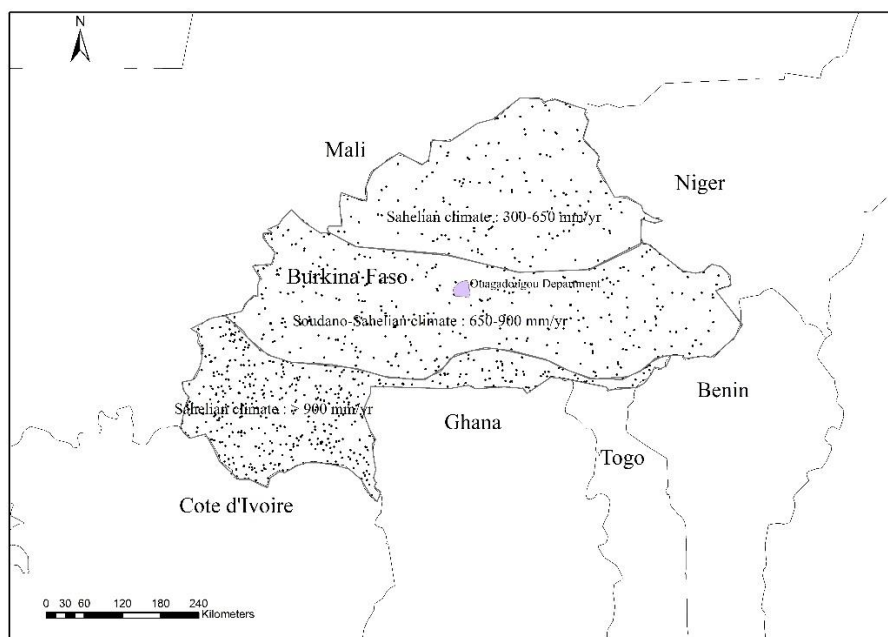 N
Mali
Niger
Sahelian climate : 300-650 mm/yr
Burkina Faso
Ouagadougou Department
Soudano-Sahelian climate : 650-900 mm/yr
Benin
Sahelian climate : > 900 mm/yr
Ghana
Togo
Cote d'Ivoire
0 30 60 120 180 240
Kilometers